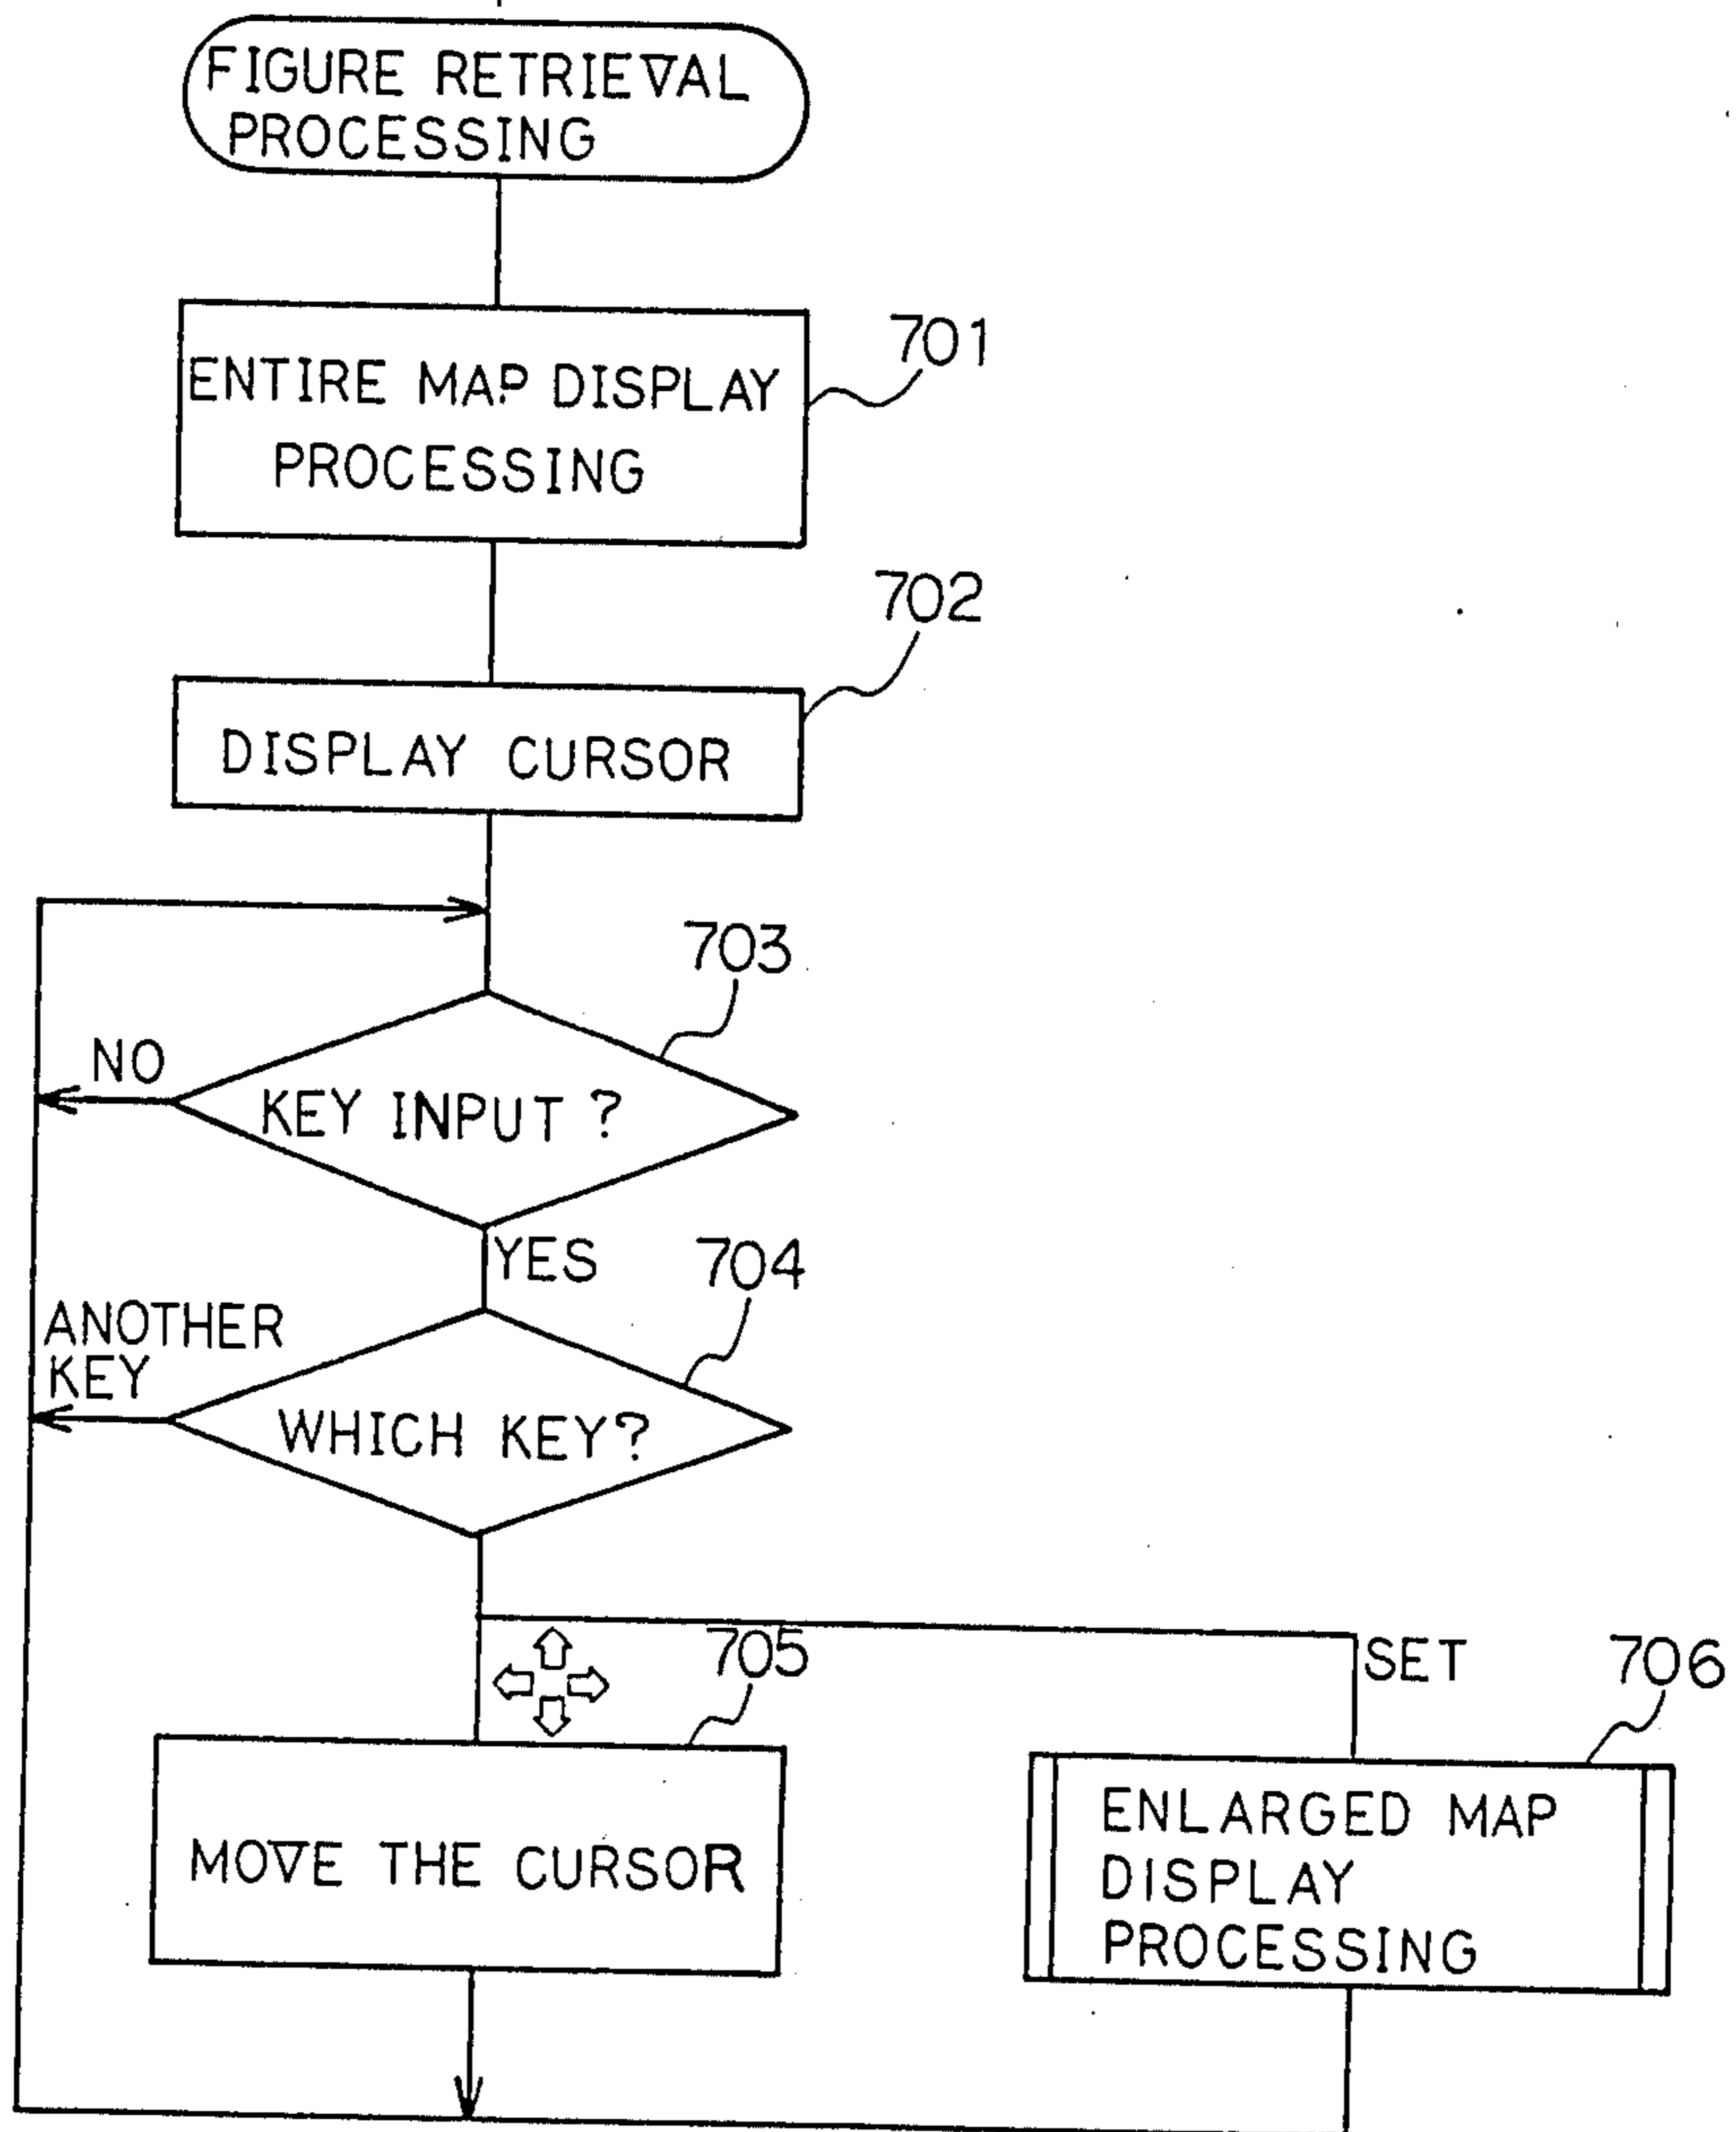 FIGURE RETRIEVAL
PROCESSING
701
ENTIRE MAP DISPLAY
PROCESSING
702
DISPLAY CURSOR
703
NO
KEY INPUT ?
YES
704
ANOTHER
KEY
WHICH KEY?
705
SET
706
MOVE THE CURSOR
ENLARGED MAP
DISPLAY
PROCESSING